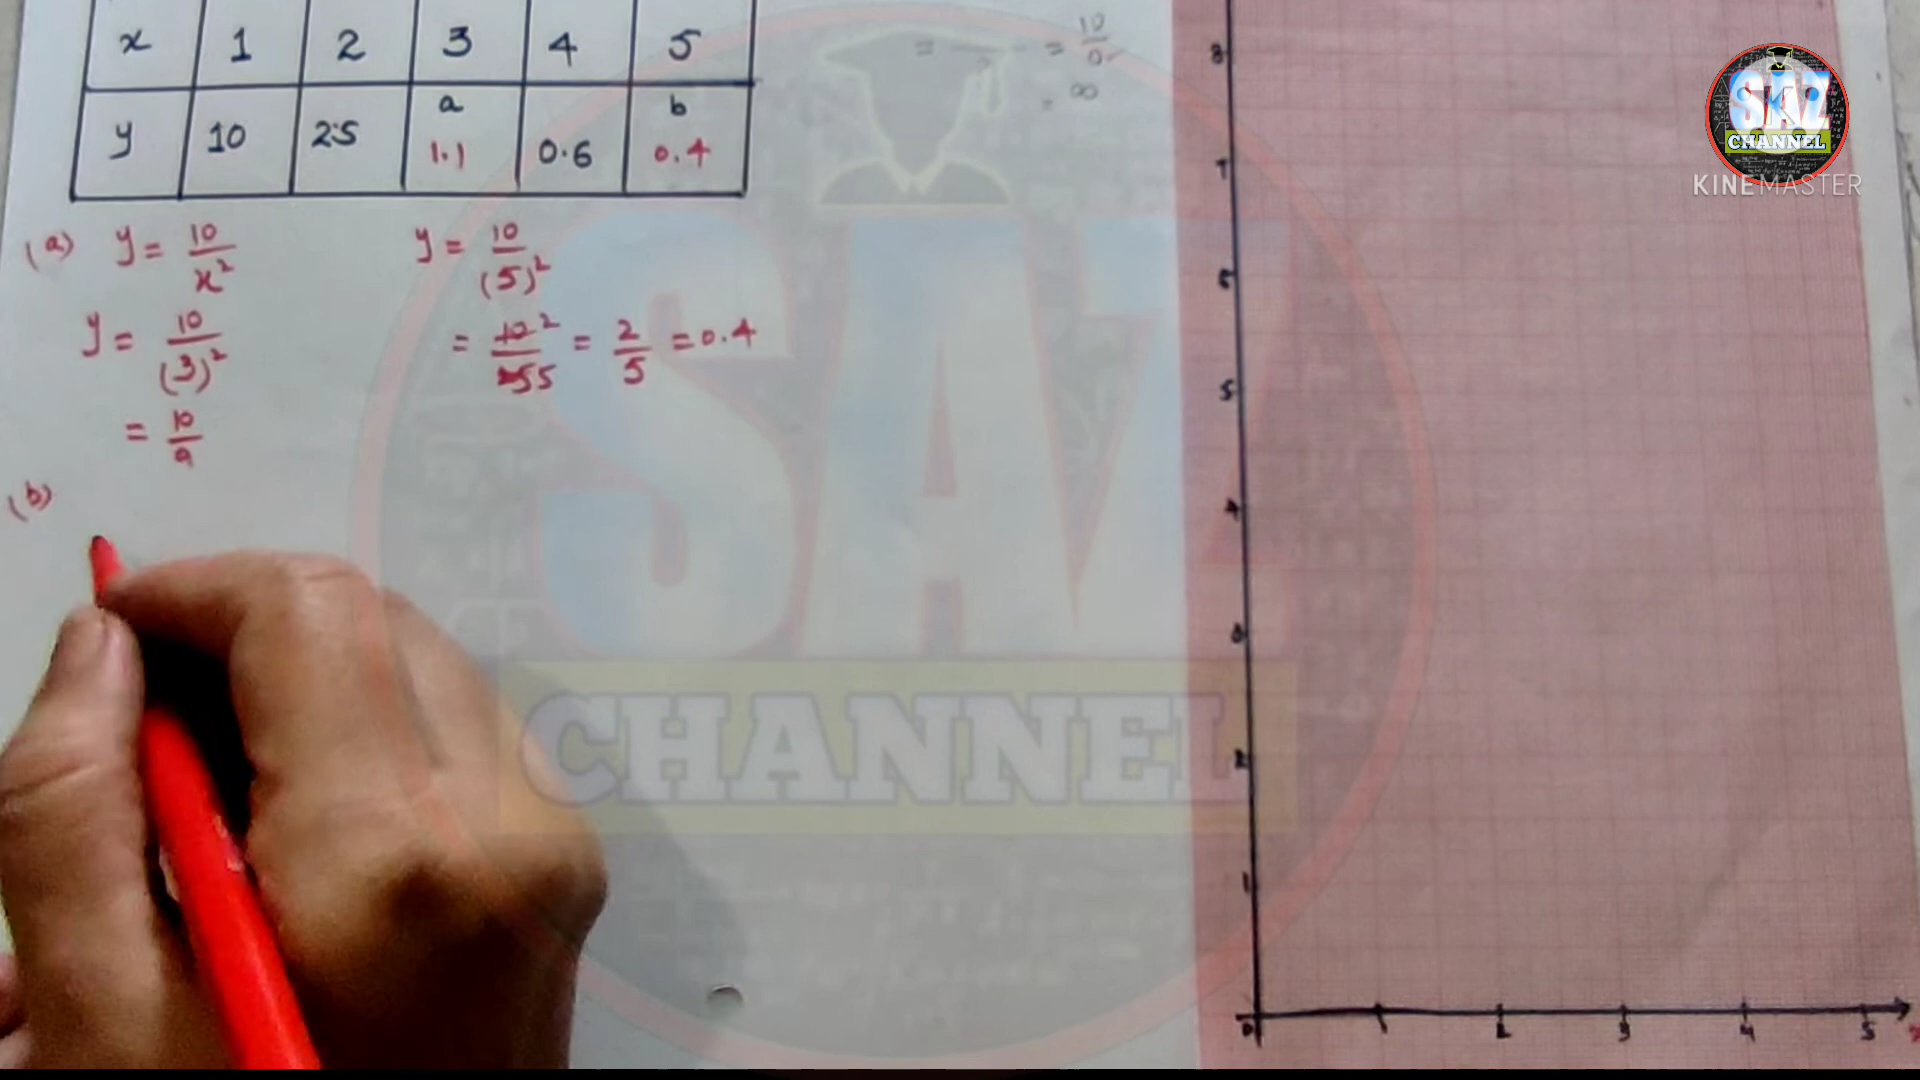 x 1 2 3 4 5
y 10 2.5 a 1.1 0.6 b 0.4
= = 10/0
= ∞
(a) y = 10/x²
y = 10/(3)²
= 10/9
y = 10/(5)²
= 10 2/255 = 2/5 = 0.4
(b)
8
7
6
5
4
3
2
1
0 1 2 3 4 5 x
SAZ
CHANNEL
KINEMASTER
SAZ
CHANNEL